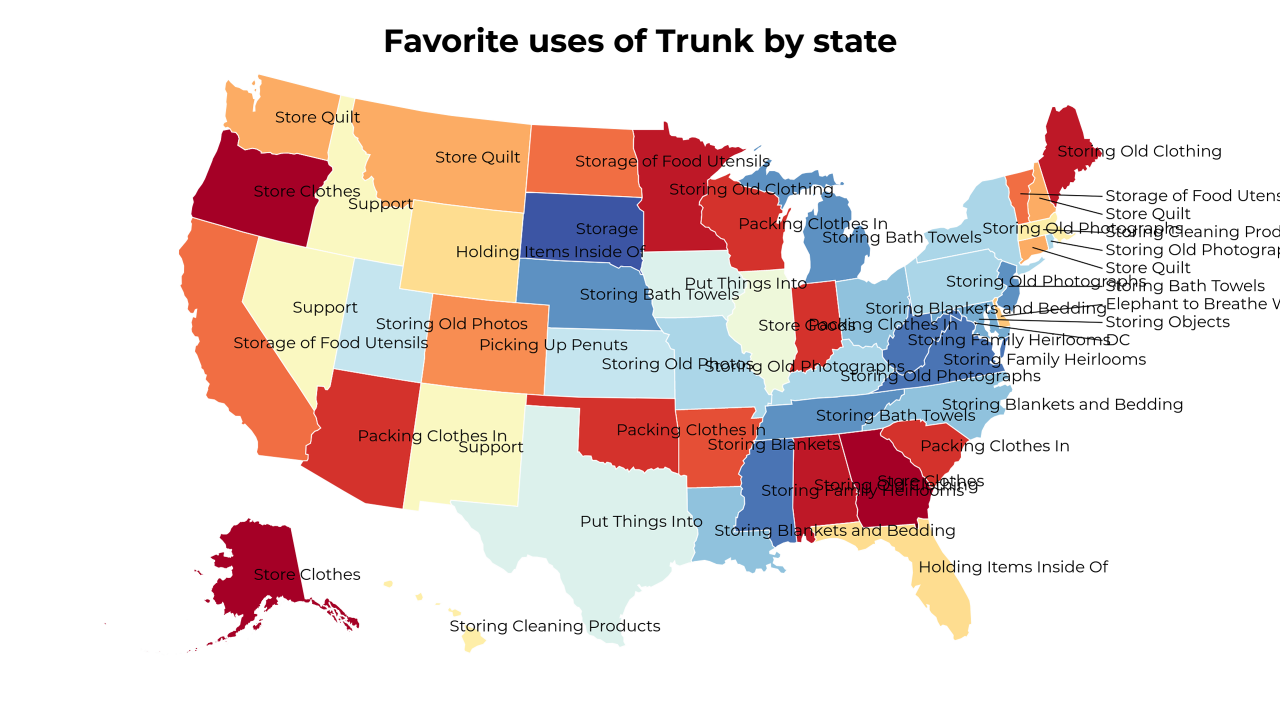 Favorite uses of Trunk by state
Store Quilt
Storing Old Clothing
Store Quilt
Storage of Food Utensils
Storing Old Clothing
Store Clothes
Storage of Food Utens
Support
Store Quilt
Packing Clothes In
Storage
Storing Old Photographs
Storing Cleaning Prod
Storing Bath Towels
Holding Items Inside Of
Storing Old Photograp
Store Quilt
Storing Old Photographs
Put Things Into
Storing Bath Towels
Storing Bath Towels
Elephant to Breathe W
Support
Storing Blankets and Bedding
Storing Objects
Storing Old Photos
Store Goods
Packing Clothes In
Storage of Food Utensils
Picking Up Penuts
Storing Family Heirlooms
DC
Storing Family Heirlooms
Storing Old Photos
Storing Old Photographs
Storing Old Photographs
Storing Blankets and Bedding
Storing Bath Towels
Packing Clothes In
Packing Clothes In
Support
Storing Blankets
Packing Clothes In
Store Clothes
Storing Old Clothing
Storing Family Heirlooms
Put Things Into
Storing Blankets and Bedding
Holding Items Inside Of
Store Clothes
Storing Cleaning Products